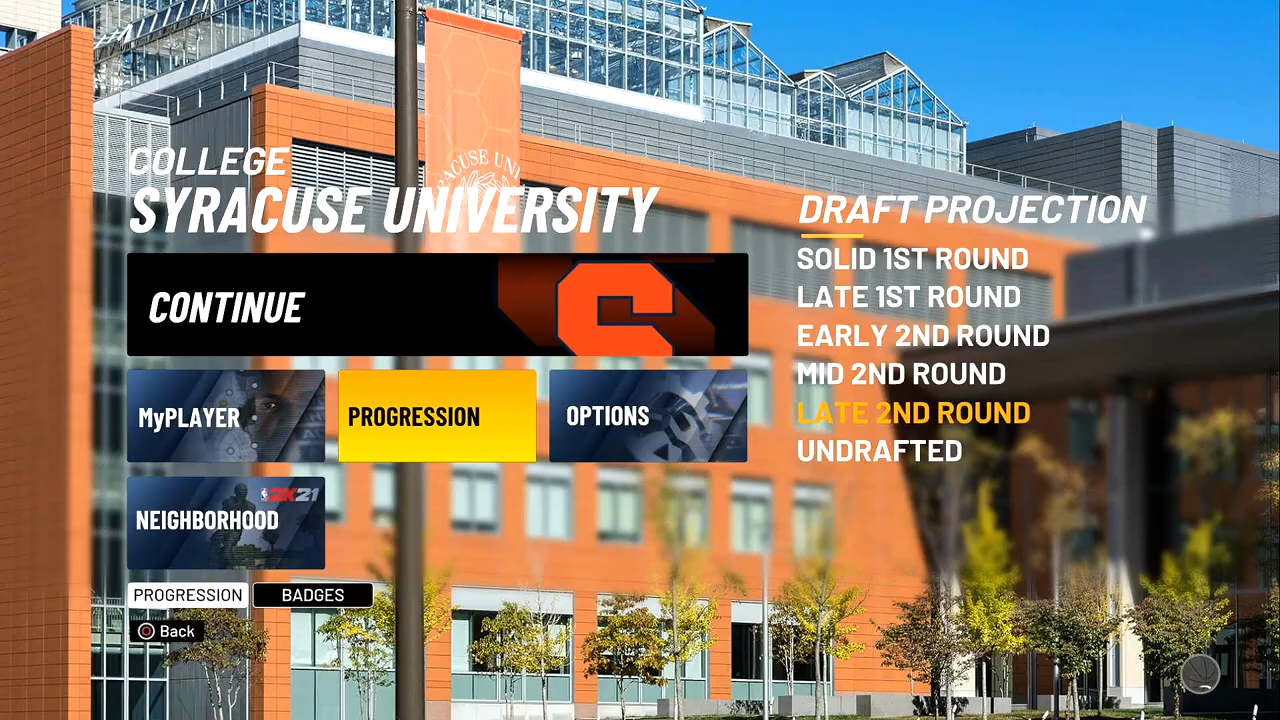 COLLEGE
SYRACUSE UNIVERSITY
CONTINUE
MyPLAYER
PROGRESSION
OPTIONS
NEIGHBORHOOD
2K21
PROGRESSION
BADGES
Back
DRAFT PROJECTION
SOLID 1ST ROUND
LATE 1ST ROUND
EARLY 2ND ROUND
MID 2ND ROUND
LATE 2ND ROUND
UNDRAFTED